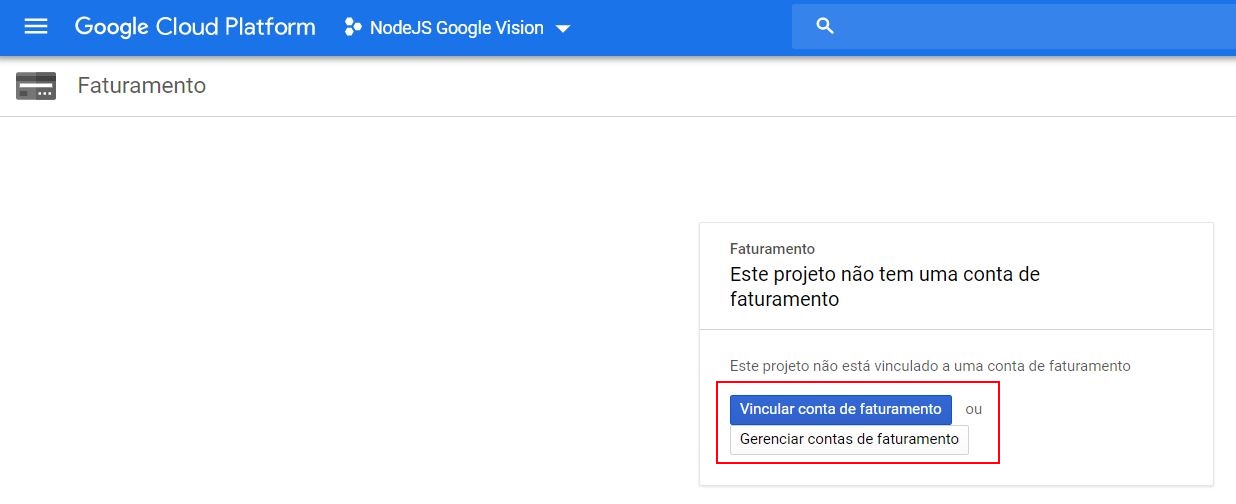 Google Cloud Platform NodeJS Google Vision
Faturamento
Faturamento
Este projeto não tem uma conta de
faturamento
Este projeto não está vinculado a uma conta de faturamento
Vincular conta de faturamento ou
Gerenciar contas de faturamento